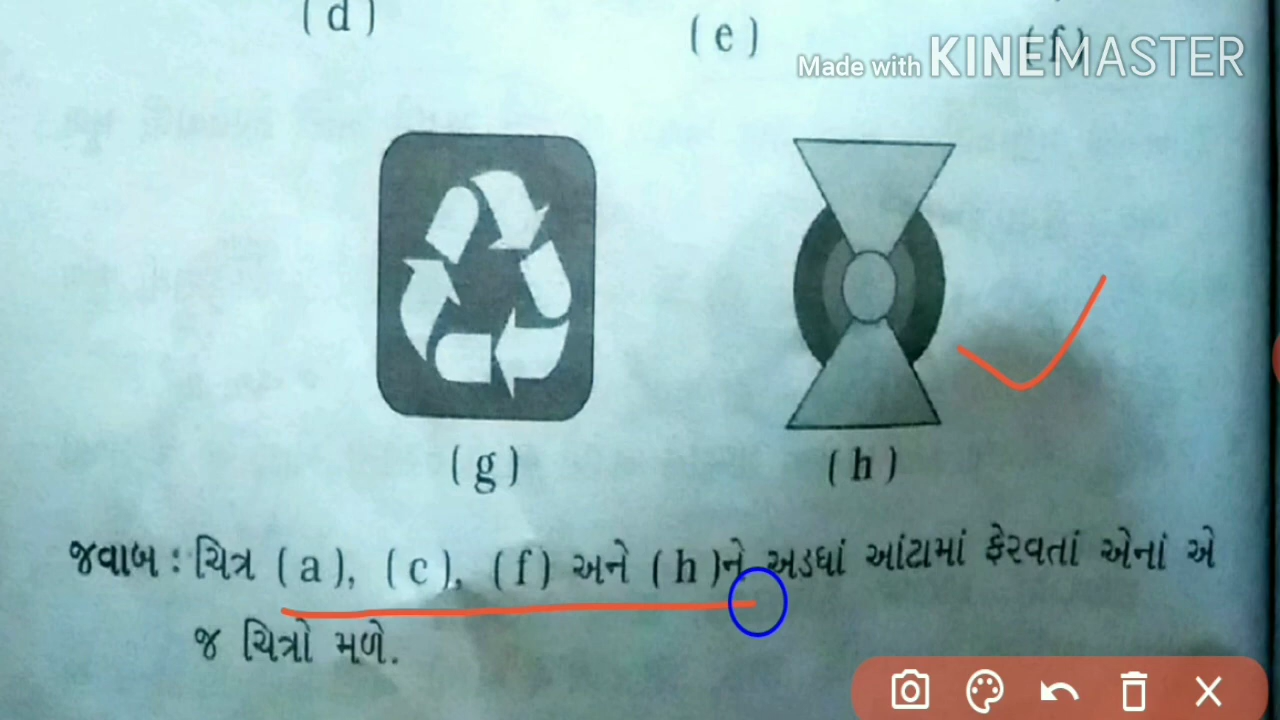 (d)
(e)
(f)
Made with KINEMASTER
(g)
(h)
જવાબ : ચિત્ર (a), (c), (f) અને (h)ને અડધાં આંટામાં ફેરવતાં એનાં એ
જ ચિત્રો મળે.